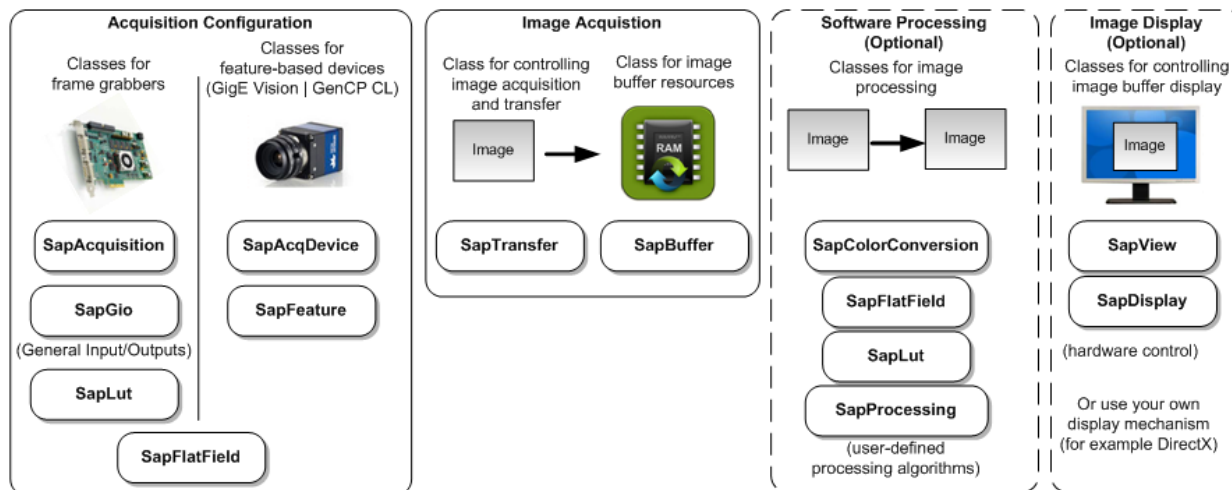 Acquisition Configuration
Classes for
frame grabbers
Classes for
feature-based devices
(GigE Vision | GenCP CL)
SapAcquisition
SapGio
(General Input/Outputs)
SapLut
SapAcqDevice
SapFeature
SapFlatField
Image Acquistion
Class for controlling
image acquisition
and transfer
Image
Class for image
buffer resources
RAM
SapTransfer
SapBuffer
Software Processing
(Optional)
Classes for image
processing
Image
Image
SapColorConversion
SapFlatField
SapLut
SapProcessing
(user-defined
processing algorithms)
Image Display
(Optional)
Classes for controlling
image buffer display
Image
SapView
SapDisplay
(hardware control)
Or use your own
display mechanism
(for example DirectX)